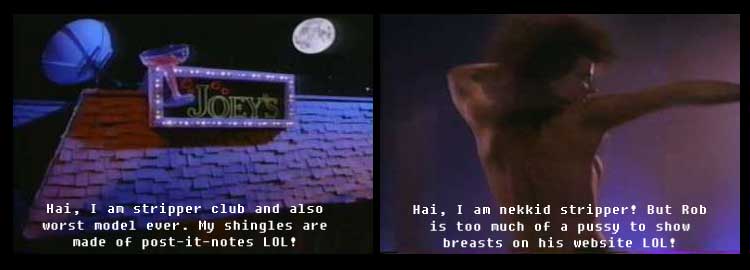 JOEY'S
Hai, I am stripper club and also
worst model ever. My shingles are
made of post-it-notes LOL!
Hai, I am nekkid stripper! But Rob
is too much of a pussy to show
breasts on his website LOL!